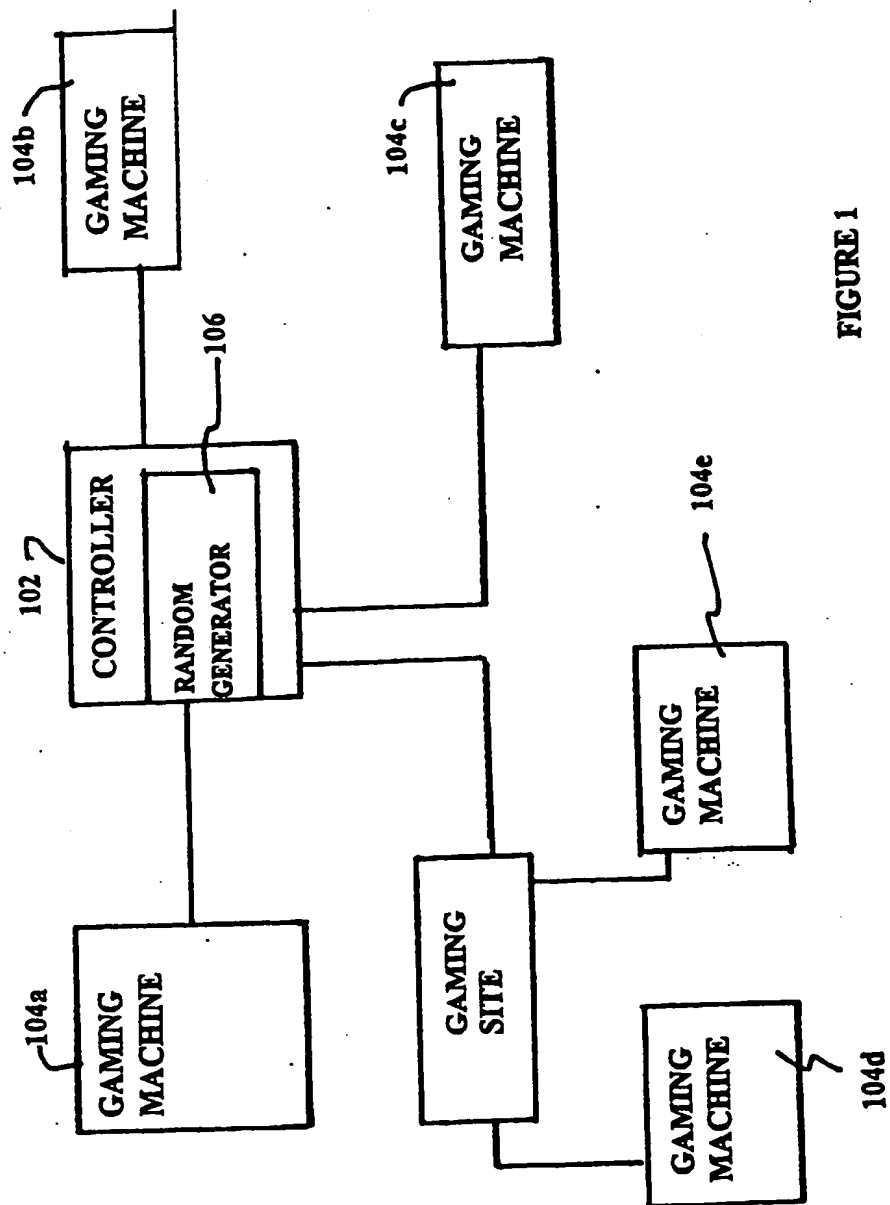 104a
GAMING
MACHINE
102
CONTROLLER
RANDOM
GENERATOR
106
104b
GAMING
MACHINE
GAMING
SITE
104c
GAMING
MACHINE
GAMING
MACHINE
104d
GAMING
MACHINE
104e
FIGURE 1